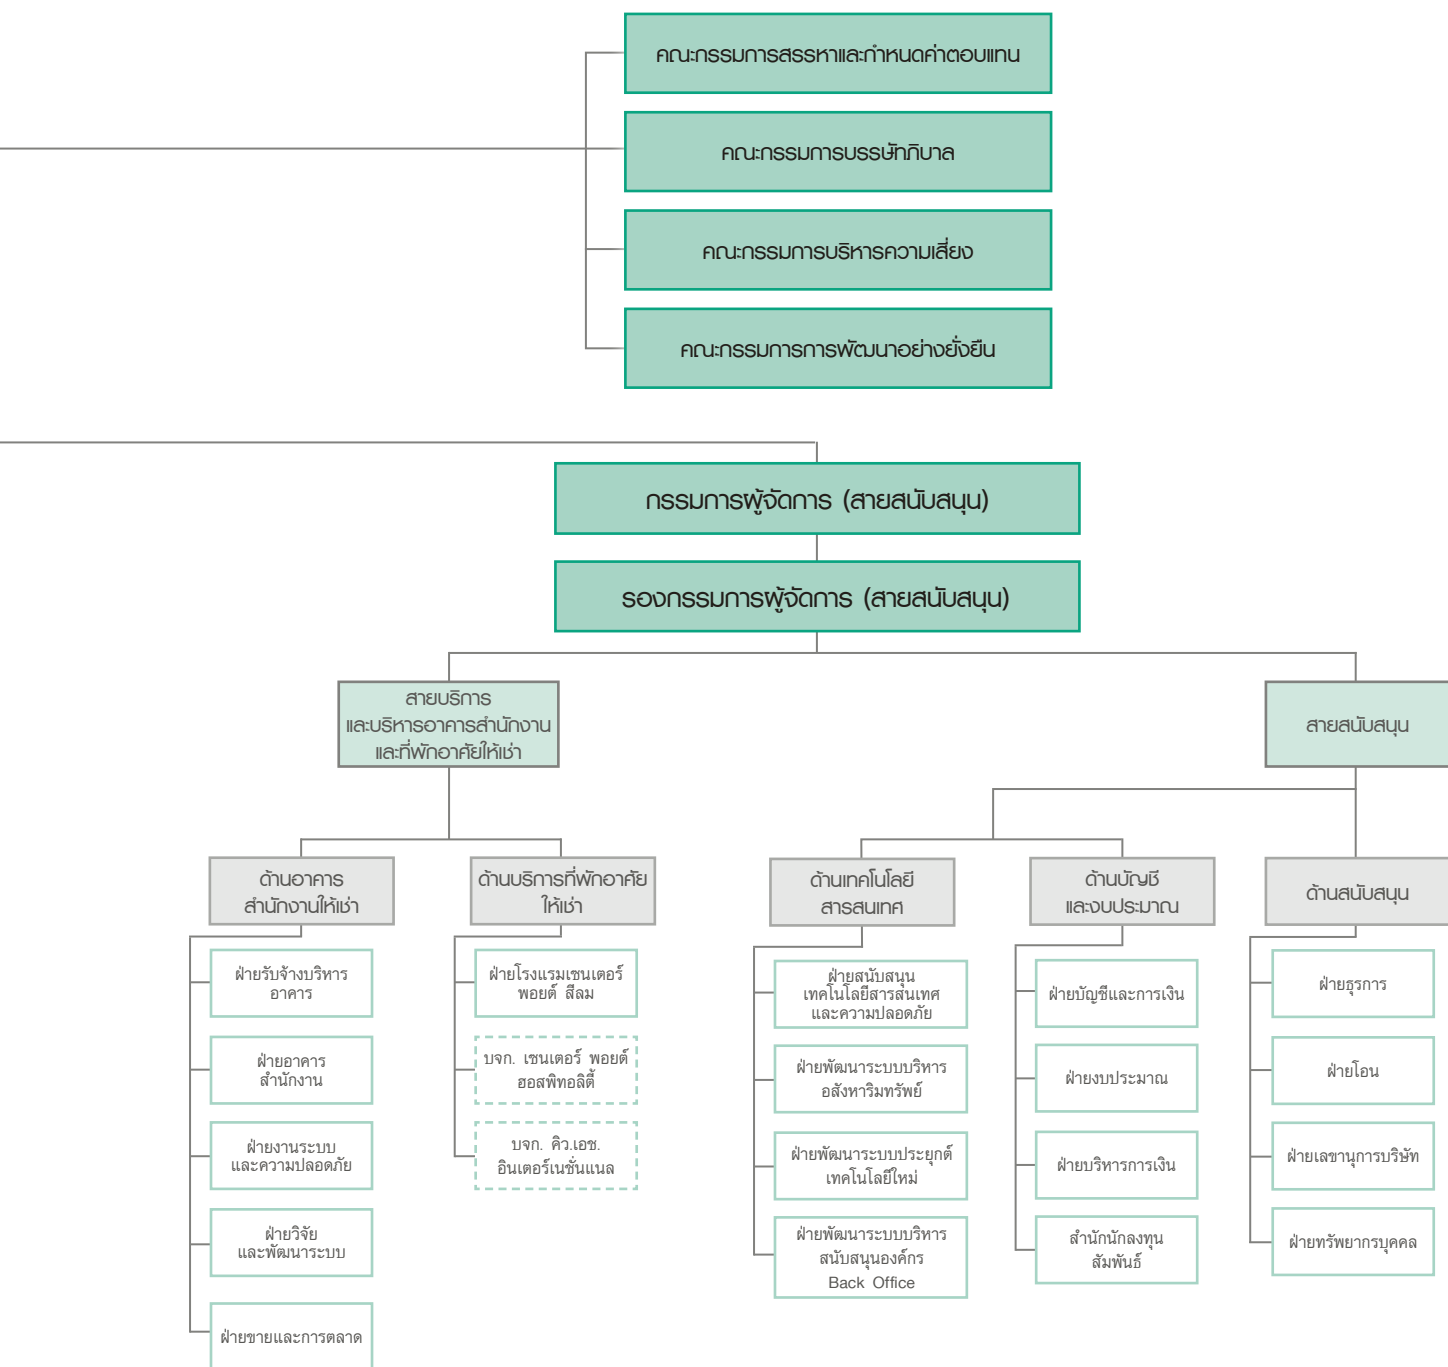 คณะกรรมการสรรหาและกำหนดค่าตอบแทน
คณะกรรมการบรรษัทภิบาล
คณะกรรมการบริหารความเสี่ยง
คณะกรรมการการพัฒนาอย่างยั่งยืน
กรรมการผู้จัดการ (สายสนับสนุน)
รองกรรมการผู้จัดการ (สายสนับสนุน)
สายบริการ
และบริหารอาคารสำนักงาน
และที่พักอาศัยให้เช่า
สายสนับสนุน
ด้านอาคาร
สำนักงานให้เช่า
ด้านบริการที่พักอาศัย
ให้เช่า
ด้านเทคโนโลยี
สารสนเทศ
ด้านบัญชี
และงบประมาณ
ด้านสนับสนุน
ฝ่ายรับจ้างบริหาร
อาคาร
ฝ่ายอาคาร
สำนักงาน
ฝ่ายงานระบบ
และความปลอดภัย
ฝ่ายวิจัย
และพัฒนาระบบ
ฝ่ายขายและการตลาด
ฝ่ายโรงแรมเซนเตอร์
พอยต์ สีลม
บจก. เซนเตอร์ พอยต์
ฮอสพิทอลิตี้
บจก. คิว.เอช.
อินเตอร์เนชั่นแนล
ฝ่ายสนับสนุน
เทคโนโลยีสารสนเทศ
และความปลอดภัย
ฝ่ายพัฒนาระบบบริหาร
อสังหาริมทรัพย์
ฝ่ายพัฒนาระบบประยุกต์
เทคโนโลยีใหม่
ฝ่ายพัฒนาระบบบริหาร
สนับสนุนองค์กร
Back Office
ฝ่ายบัญชีและการเงิน
ฝ่ายงบประมาณ
ฝ่ายบริหารการเงิน
สำนักนักลงทุน
สัมพันธ์
ฝ่ายธุรการ
ฝ่ายโอน
ฝ่ายเลขานุการบริษัท
ฝ่ายทรัพยากรบุคคล